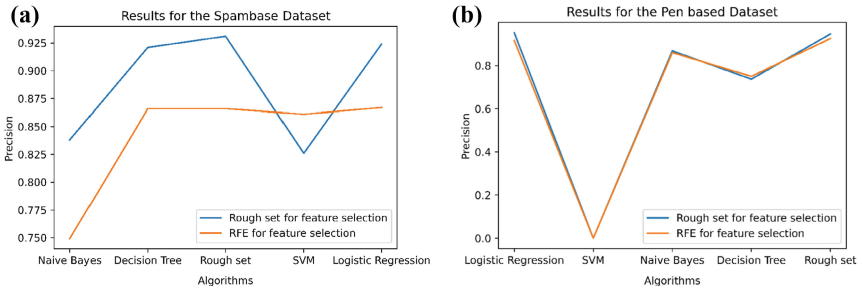 (a)
Results for the Spambase Dataset
0.925
0.900
0.875
0.850
0.825
0.800
0.775
0.750
Precision
Rough set for feature selection
RFE for feature selection
Naive Bayes Decision Tree Rough set SVM Logistic Regression
Algorithms
(b)
Results for the Pen based Dataset
0.8
0.6
0.4
0.2
0.0
Precision
Rough set for feature selection
RFE for feature selection
Logistic Regression SVM Naive Bayes Decision Tree Rough set
Algorithms